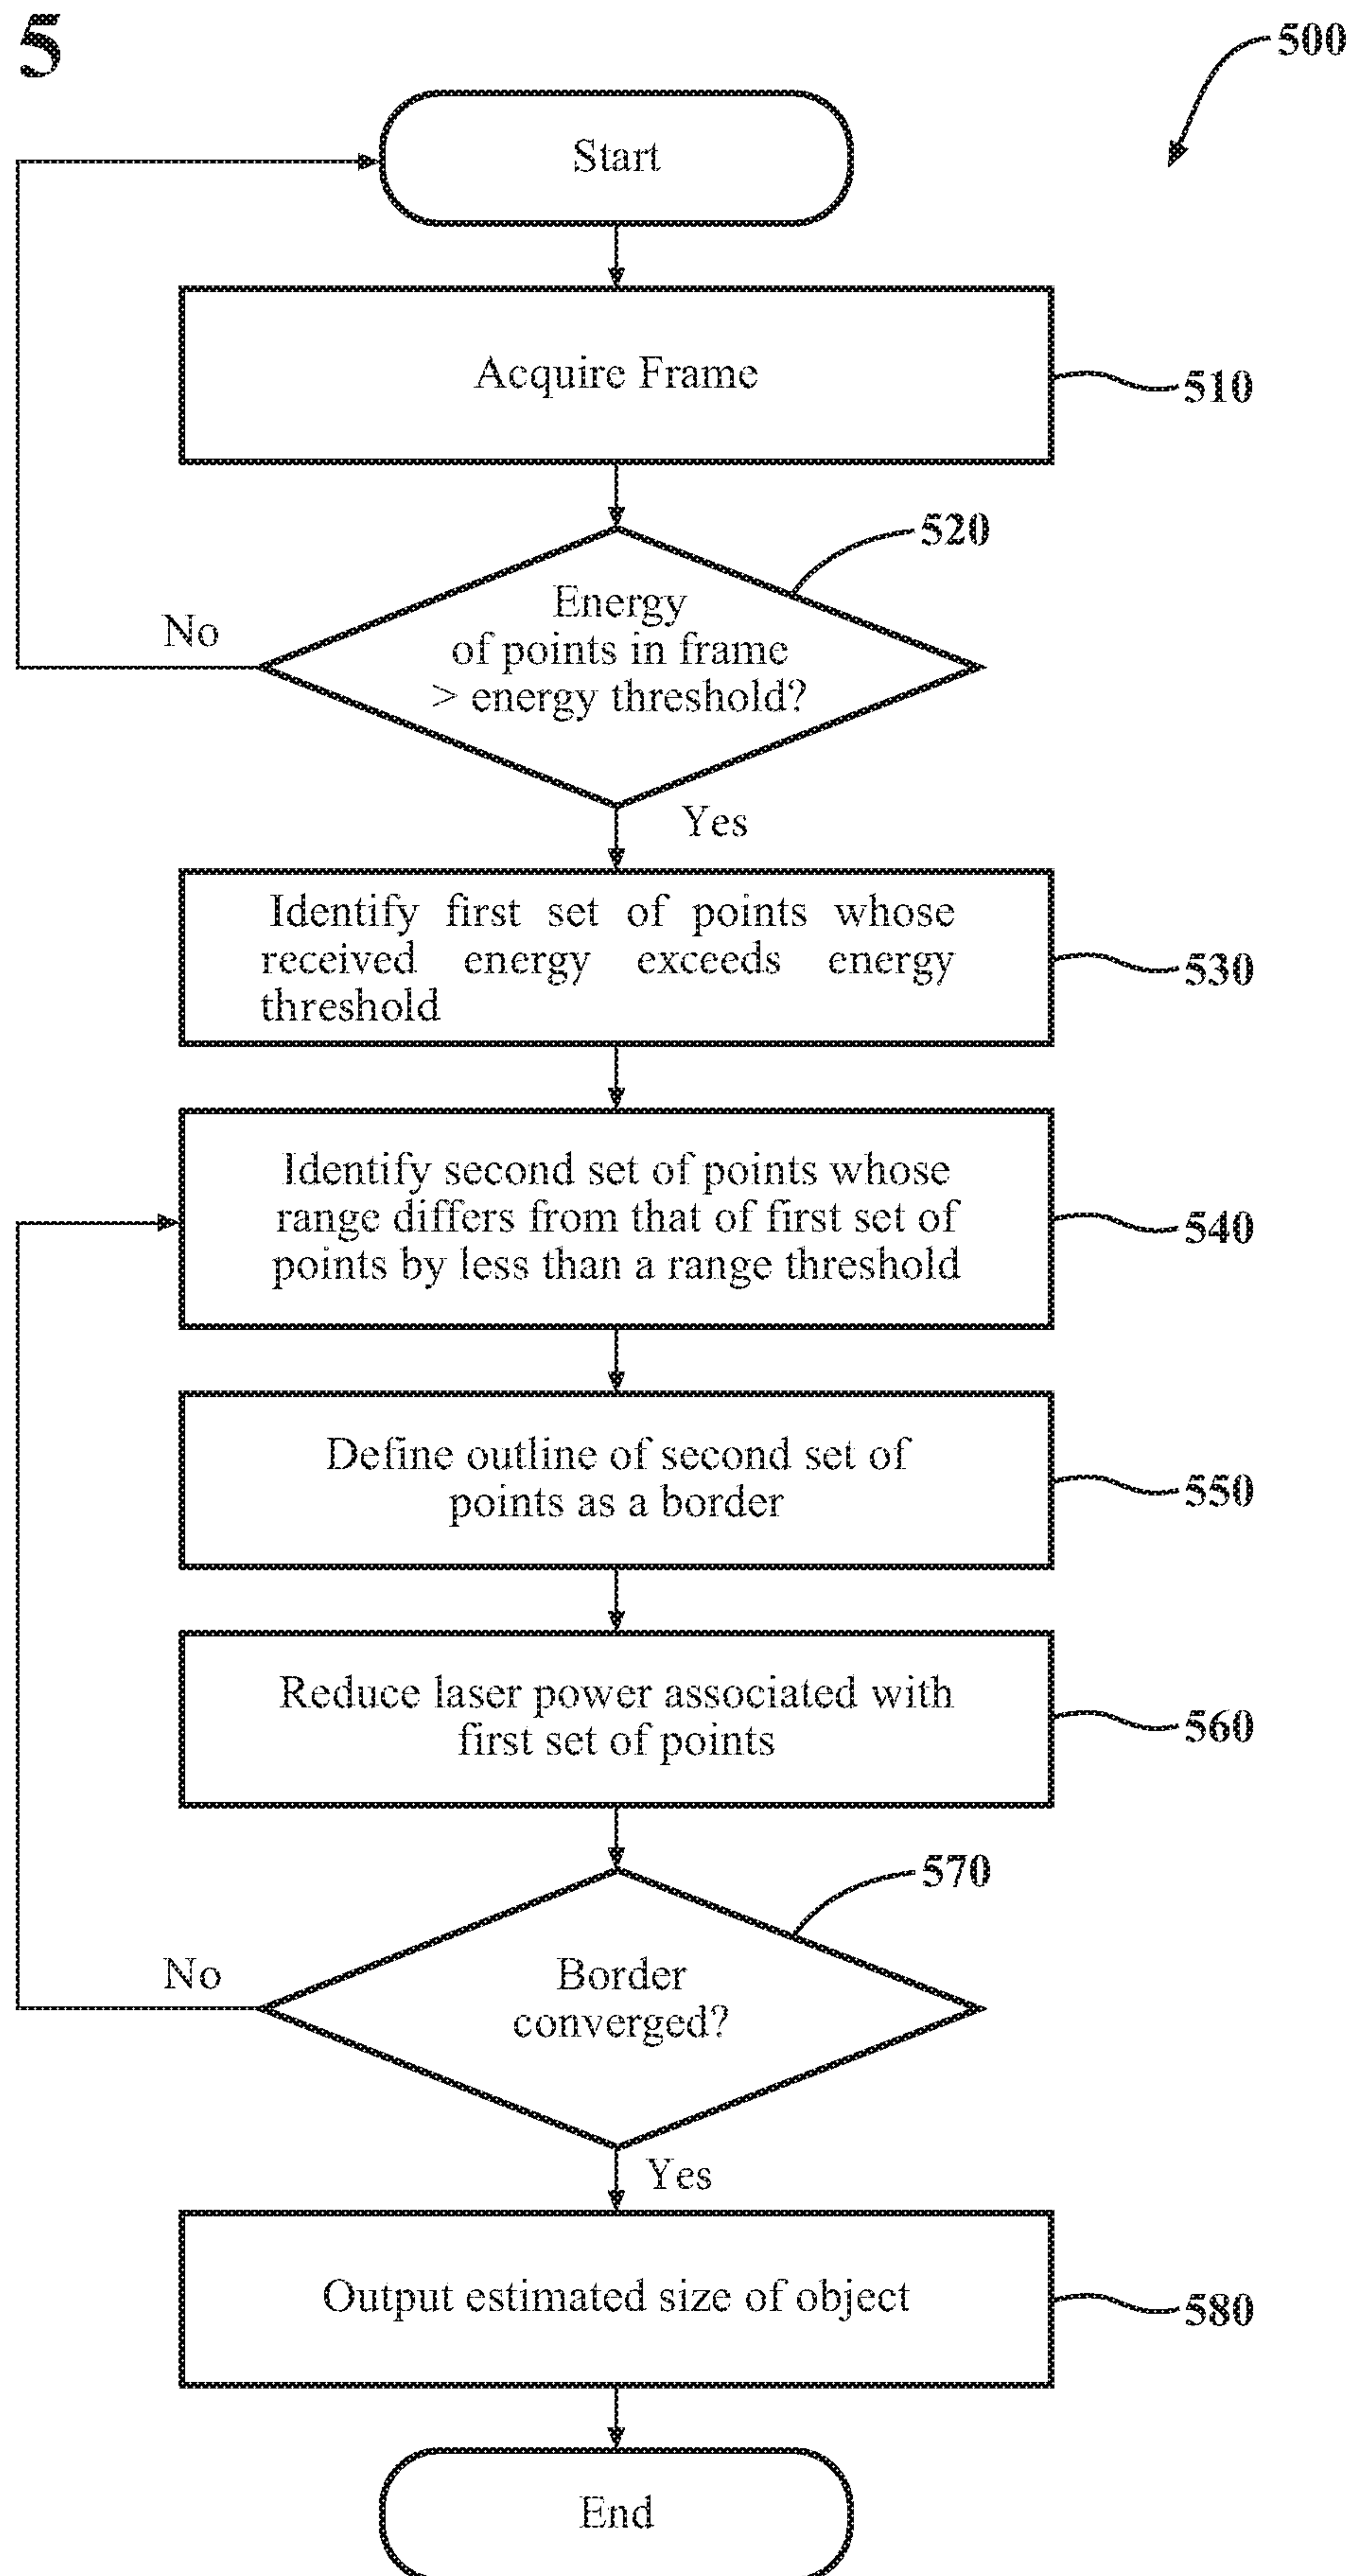 5
500
Start
Acquire Frame
510
520
Energy
of points in frame
> energy threshold?
No
Yes
Identify first set of points whose
received energy exceeds energy
threshold
530
Identify second set of points whose
range differs from that of first set of
points by less than a range threshold
540
Define outline of second set of
points as a border
550
Reduce laser power associated with
first set of points
560
570
Border
converged?
No
Yes
Output estimated size of object
580
End